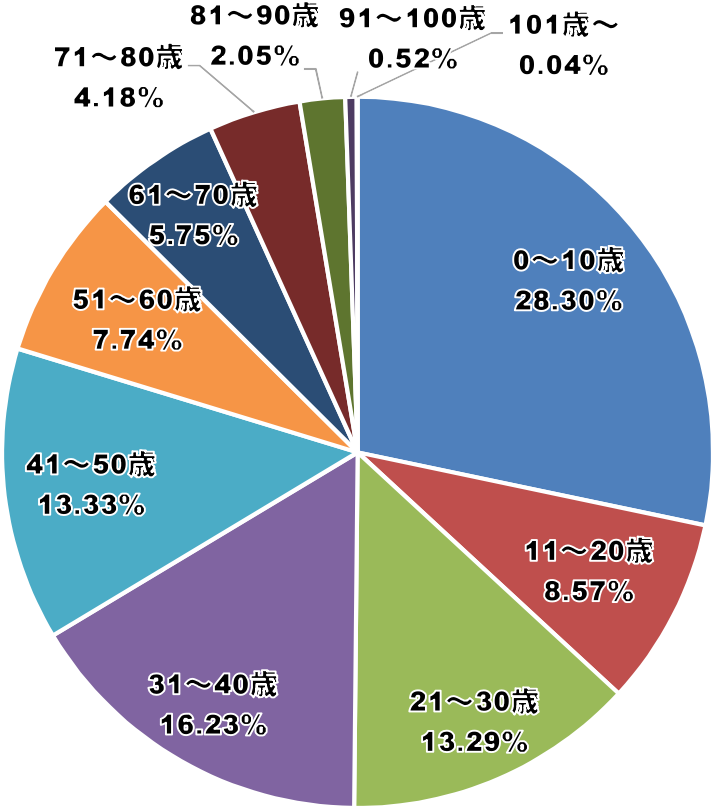 81～90歳
2.05%
91～100歳
0.52%
101歳～
0.04%
71～80歳
4.18%
61～70歳
5.75%
0～10歳
28.30%
51～60歳
7.74%
41～50歳
13.33%
11～20歳
8.57%
31～40歳
16.23%
21～30歳
13.29%